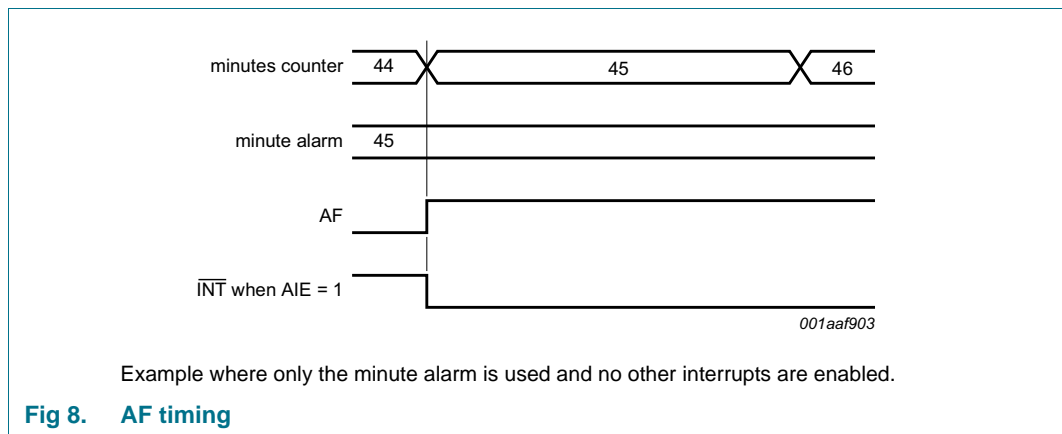 minutes counter 44 45 46
minute alarm 45
AF
INT when AIE = 1
001aaf903
Example where only the minute alarm is used and no other interrupts are enabled.
Fig 8. AF timing